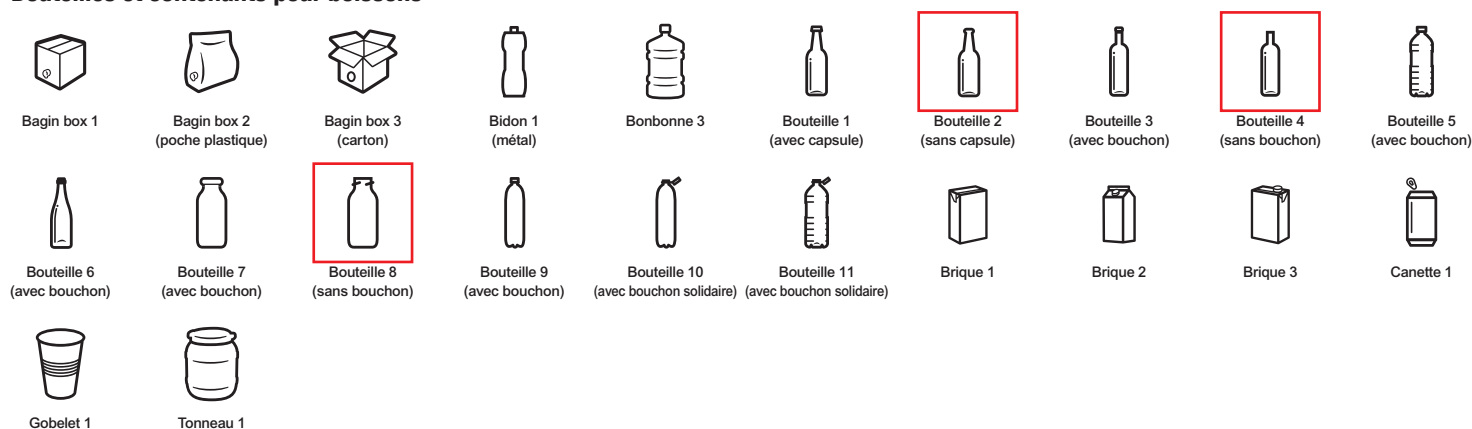 Bouteilles et contenants pour boissons
Bagin box 1
Bagin box 2
(poche plastique)
Bagin box 3
(carton)
Bidon 1
(métal)
Bonbonne 3
Bouteille 1
(avec capsule)
Bouteille 2
(sans capsule)
Bouteille 3
(avec bouchon)
Bouteille 4
(sans bouchon)
Bouteille 5
(avec bouchon)
Bouteille 6
(avec bouchon)
Bouteille 7
(avec bouchon)
Bouteille 8
(sans bouchon)
Bouteille 9
(avec bouchon)
Bouteille 10
(avec bouchon solidaire)
Bouteille 11
(avec bouchon solidaire)
Brique 1
Brique 2
Brique 3
Canette 1
Gobelet 1
Tonneau 1